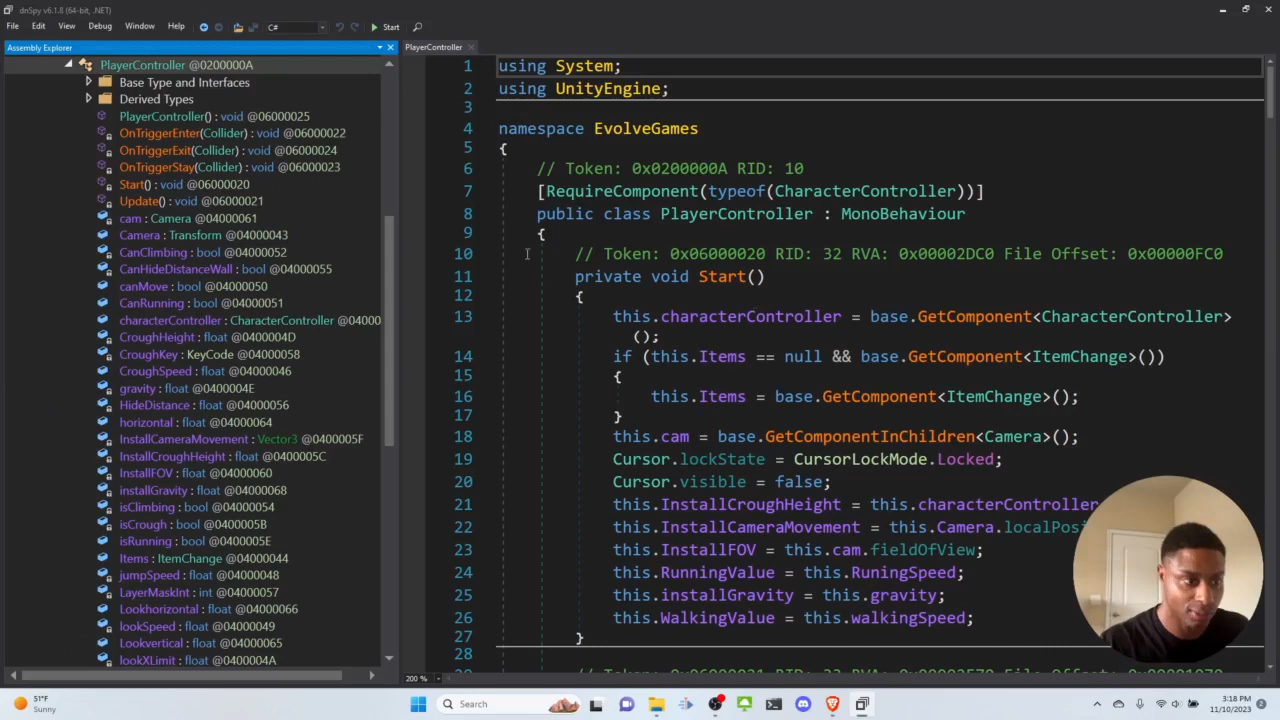 dnSpy v6.1.8 (64-bit, .NET)
File Edit View Debug Window Help C# Start
Assembly Explorer
PlayerController
PlayerController @0200000A
Base Type and Interfaces
Derived Types
PlayerController() : void @06000025
OnTriggerEnter(Collider) : void @06000022
OnTriggerExit(Collider) : void @06000024
OnTriggerStay(Collider) : void @06000023
Start() : void @06000020
Update() : void @06000021
cam : Camera @04000061
Camera : Transform @04000043
CanClimbing : bool @04000052
CanHideDistanceWall : bool @04000055
canMove : bool @04000050
CanRunning : bool @04000051
characterController : CharacterController @04000
CroughHeight : float @0400004D
CroughKey : KeyCode @04000058
CroughSpeed : float @04000046
gravity : float @0400004E
HideDistance : float @04000056
horizontal : float @04000064
InstallCameraMovement : Vector3 @0400005F
InstallCroughHeight : float @0400005C
InstallFOV : float @04000060
installGravity : float @04000068
isClimbing : bool @04000054
isCrough : bool @0400005B
isRunning : bool @0400005E
Items : ItemChange @04000044
jumpSpeed : float @04000048
LayerMaskInt : int @04000057
Lookhorizontal : float @04000066
lookSpeed : float @04000049
Lookvertical : float @04000065
lookXLimit : float @0400004A
1 using System;
2 using UnityEngine;
3
4 namespace EvolveGames
5 {
6 // Token: 0x0200000A RID: 10
7 [RequireComponent(typeof(CharacterController))]
8 public class PlayerController : MonoBehaviour
9 {
10 // Token: 0x06000020 RID: 32 RVA: 0x00002DC0 File Offset: 0x00000FC0
11 private void Start()
12 {
13 this.characterController = base.GetComponent<CharacterController>
();
14 if (this.Items == null && base.GetComponent<ItemChange>())
15 {
16 this.Items = base.GetComponent<ItemChange>();
17 }
18 this.cam = base.GetComponentInChildren<Camera>();
19 Cursor.lockState = CursorLockMode.Locked;
20 Cursor.visible = false;
21 this.InstallCroughHeight = this.characterController
22 this.InstallCameraMovement = this.Camera.localPosi
23 this.InstallFOV = this.cam.fieldOfView;
24 this.RunningValue = this.RuningSpeed;
25 this.installGravity = this.gravity;
26 this.WalkingValue = this.walkingSpeed;
27 }
28
200 %
51°F
Sunny
Search
3:18 PM
11/10/2023